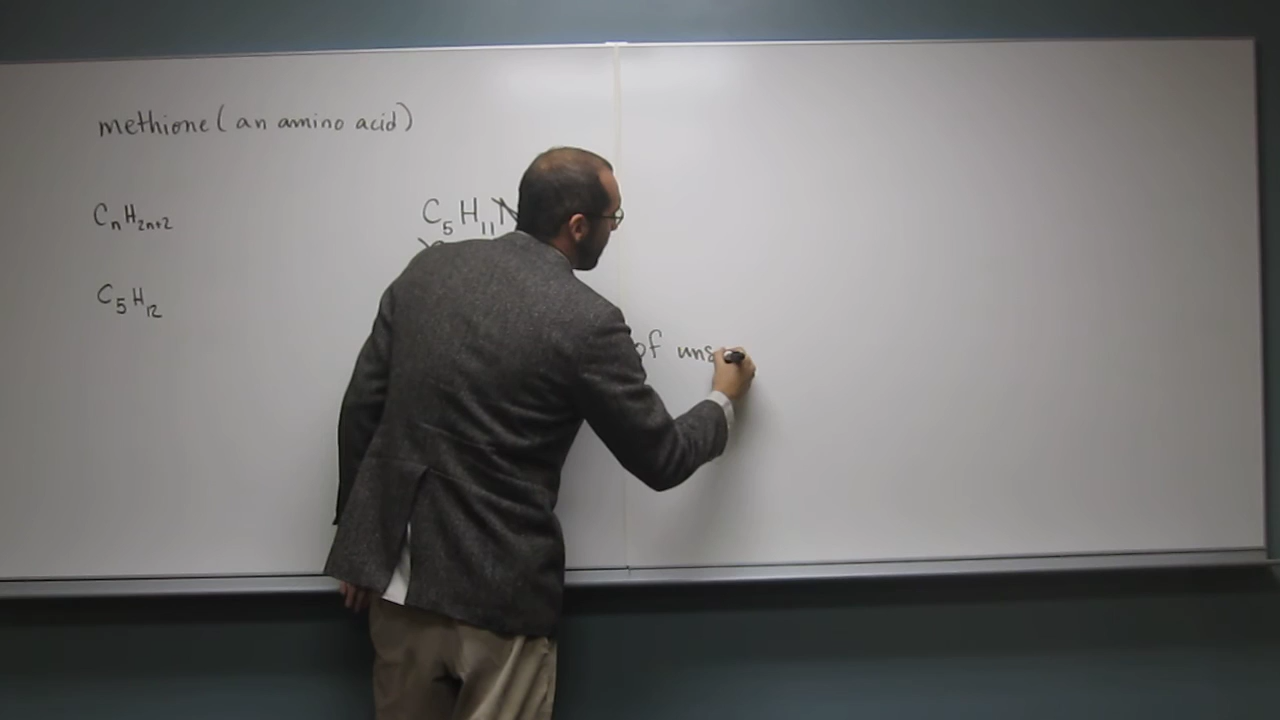 methione (an amino acid)
CₙH₂ₙ₊₂
C₅H₁₁N
C₅H₁₂
of uns